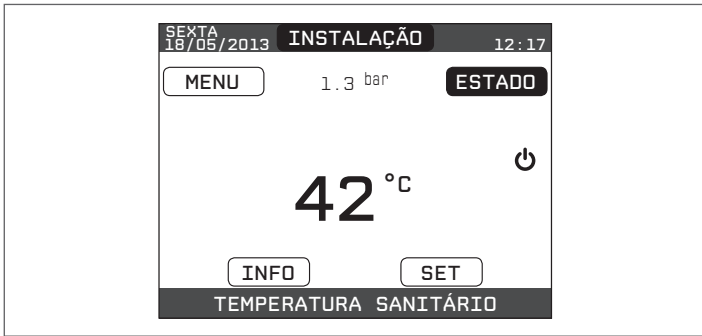 SEXTA
18/05/2013 INSTALAÇÃO 12:17
MENU 1.3 bar ESTADO
42 °C
INFO SET
TEMPERATURA SANITÁRIO